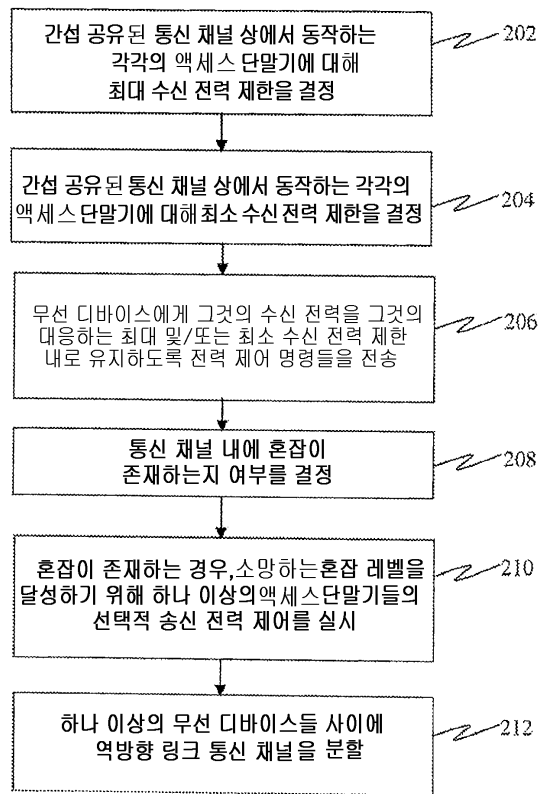 간섭 공유된 통신 채널 상에서 동작하는
각각의 액세스 단말기에 대해
최대 수신 전력 제한을 결정
202
간섭 공유된 통신 채널 상에서 동작하는 각각의
액세스 단말기에 대해 최소 수신 전력 제한을 결정
204
무선 디바이스에게 그것의 수신 전력을 그것의
대응하는 최대 및/또는 최소 수신 전력 제한
내로 유지하도록 전력 제어 명령들을 전송
206
통신 채널 내에 혼잡이
존재하는지 여부를 결정
208
혼잡이 존재하는 경우, 소망하는 혼잡 레벨을
달성하기 위해 하나 이상의 액세스 단말기들의
선택적 송신 전력 제어를 실시
210
하나 이상의 무선 디바이스들 사이에
역방향 링크 통신 채널을 분할
212